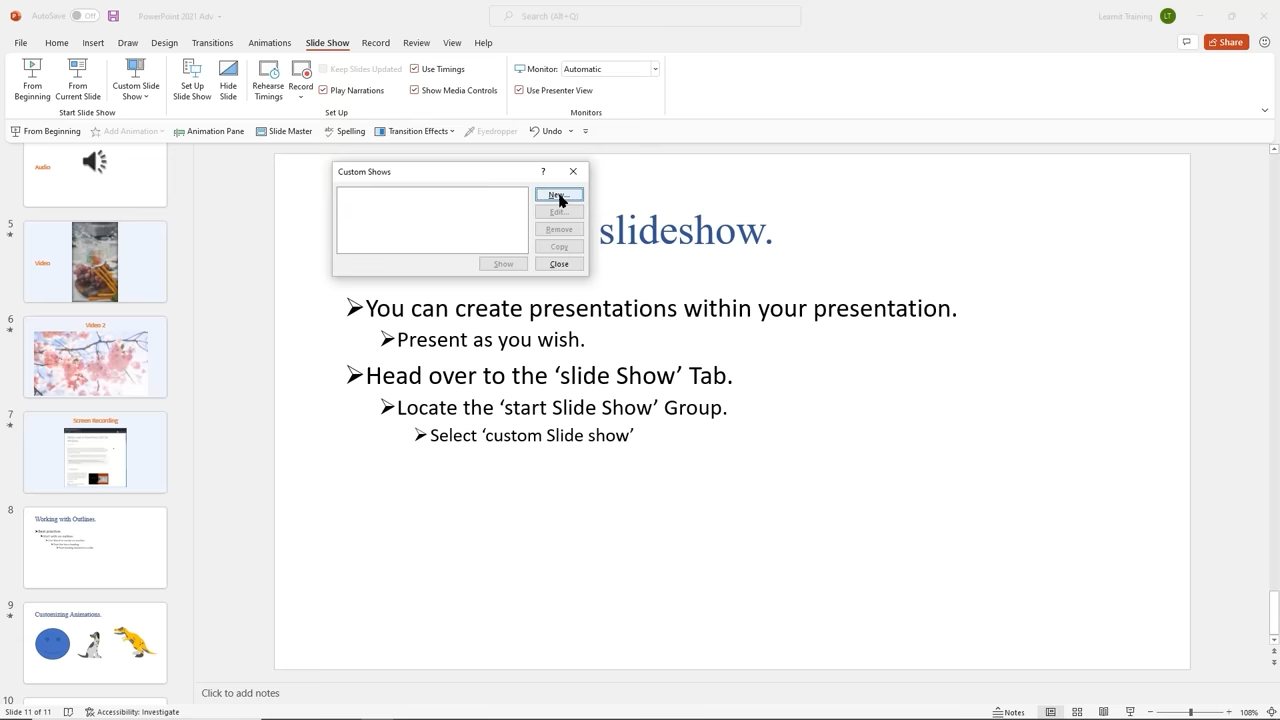 AutoSave Off PowerPoint 2021 Adv Search (Alt+Q) Learnit Training LT
File Home Insert Draw Design Transitions Animations Slide Show Record Review View Help Share
From Beginning
From Current Slide
Custom Slide Show
Set Up Slide Show
Hide Slide
Rehearse Timings
Record
Keep Slides Updated
Play Narrations
Use Timings
Show Media Controls
Monitor: Automatic
Use Presenter View
Start Slide Show Set Up Monitors
From Beginning Add Animation Animation Pane Slide Master Spelling Transition Effects Eyedropper Undo
Audio
5
Video
6
Video 2
7
Screen Recording
8
Working with Outlines.
9
Customizing Animations.
10
Custom Shows ?
New...
Edit...
Remove
Copy
Show Close
slideshow.
You can create presentations within your presentation.
Present as you wish.
Head over to the ‘slide Show’ Tab.
Locate the ‘start Slide Show’ Group.
Select ‘custom Slide show’
Click to add notes
Slide 11 of 11 Accessibility: Investigate Notes 108%